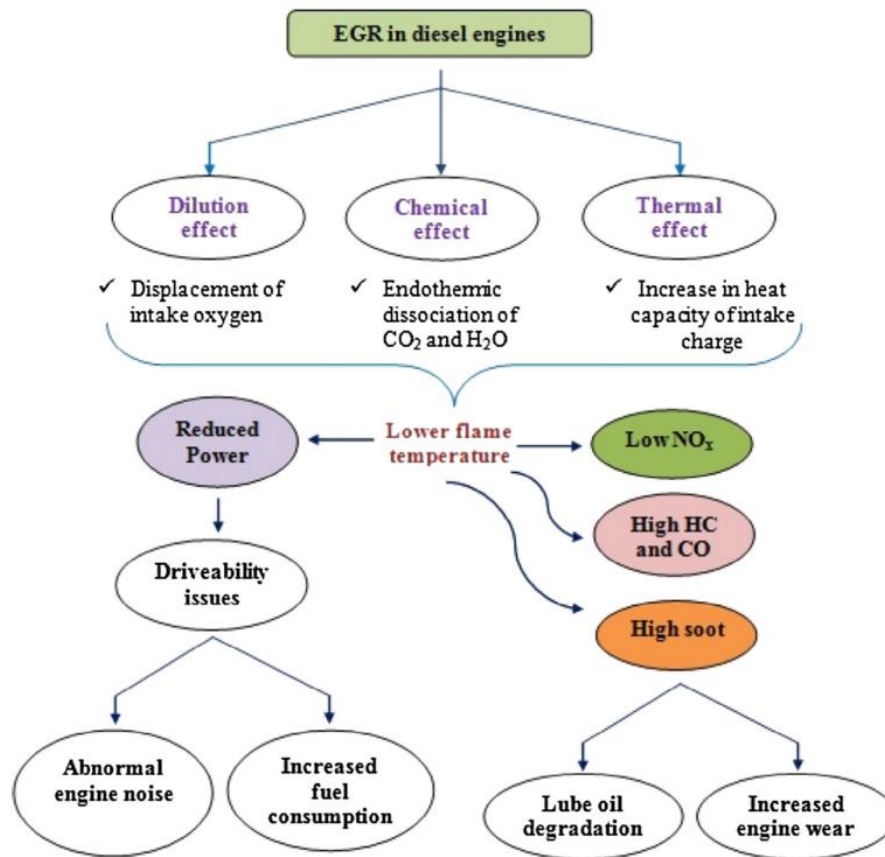 EGR in diesel engines
Dilution
effect
Chemical
effect
Thermal
effect
✓ Displacement of
intake oxygen
✓ Endothermic
dissociation of
CO₂ and H₂O
✓ Increase in heat
capacity of intake
charge
Reduced
Power
Lower flame
temperature
Low NOₓ
High HC
and CO
Driveability
issues
High soot
Abnormal
engine noise
Increased
fuel
consumption
Lube oil
degradation
Increased
engine wear